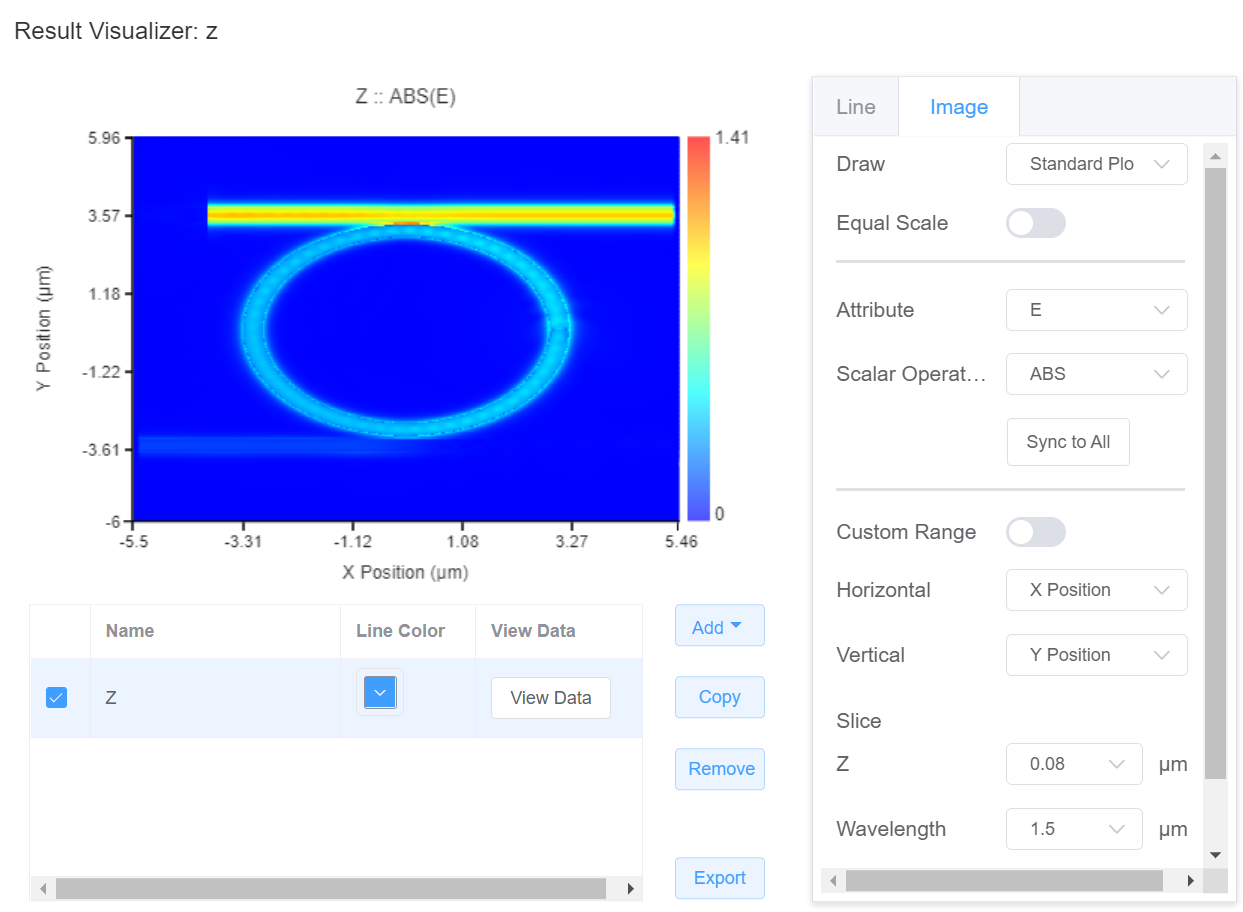 Result Visualizer: z
Z :: ABS(E)
5.96
3.57
1.18
-1.22
-3.61
-6
Y Position (μm)
-5.5 -3.31 -1.12 1.08 3.27 5.46
X Position (μm)
1.41
0
Name Line Color View Data
Z View Data
Add
Copy
Remove
Export
Line Image
Draw Standard Plo
Equal Scale
Attribute E
Scalar Operat... ABS
Sync to All
Custom Range
Horizontal X Position
Vertical Y Position
Slice
Z 0.08 μm
Wavelength 1.5 μm